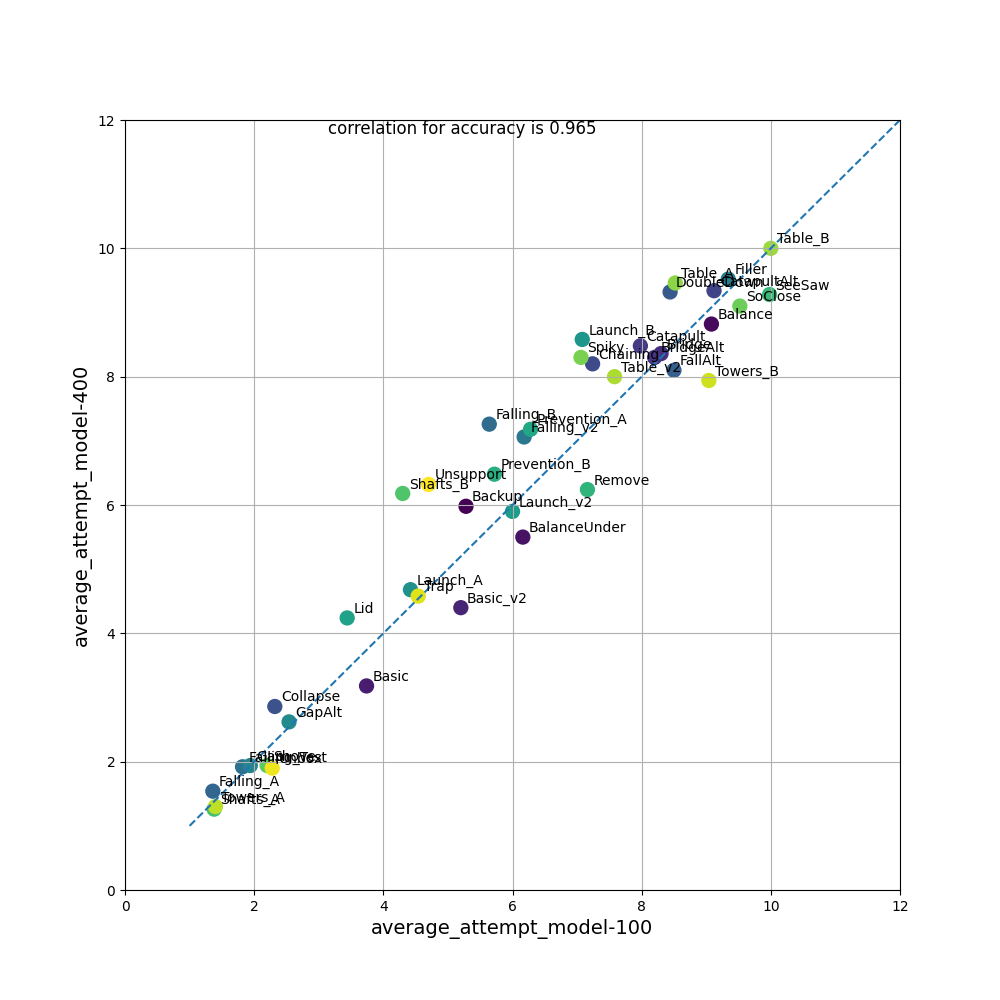 correlation for accuracy is 0.965
12
10
8
6
4
2
0
average_attempt_model-400
Table_B
Filler
Table_A
CatapultAlt
DoubleDown
SeeSaw
SoClose
Balance
Launch_B
Catapult
Bridge
BridgeAlt
Spiky
Chaining
FallAlt
Table_v2
Towers_B
Falling_B
Prevention_A
Falling_v2
Prevention_B
Unsupport
Shafts_B
Remove
Backup
Launch_v2
BalanceUnder
Launch_A
Trap
Basic_v2
Lid
Basic
Collapse
GapAlt
Falling_A
Towers_A
Shafts_A
0
2
4
6
8
10
12
average_attempt_model-100